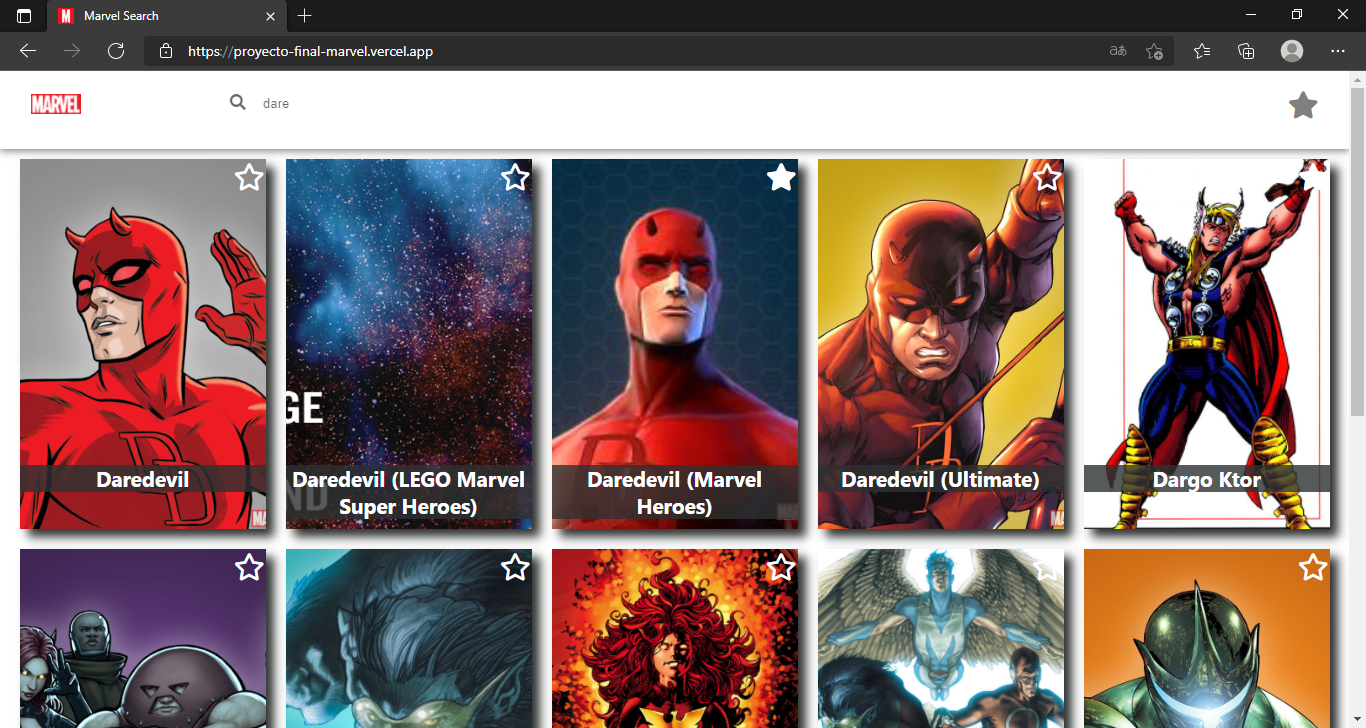 Marvel Search
https://proyecto-final-marvel.vercel.app
MARVEL
dare
GE
ND
Daredevil
Daredevil (LEGO Marvel
Super Heroes)
Daredevil (Marvel
Heroes)
Daredevil (Ultimate)
Dargo Ktor